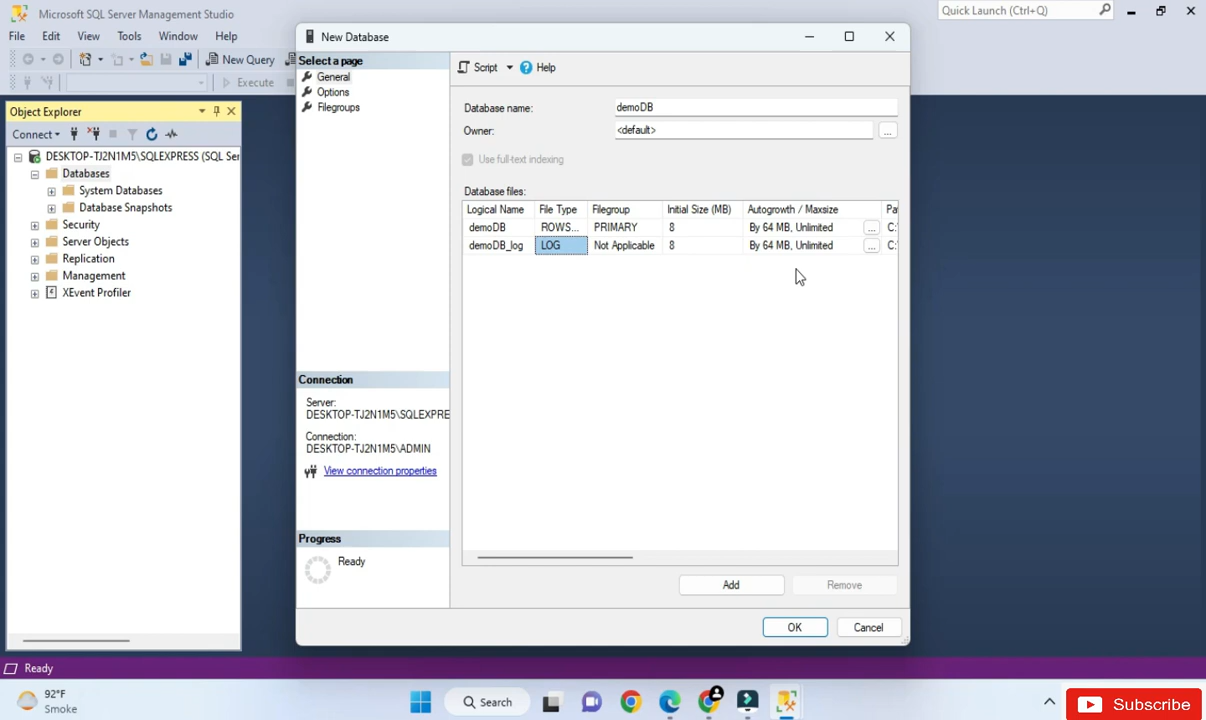 Microsoft SQL Server Management Studio
Quick Launch (Ctrl+Q)
File Edit View Tools Window Help
New Query
Execute
Object Explorer
Connect
DESKTOP-TJ2N1M5\SQLEXPRESS (SQL Ser
Databases
System Databases
Database Snapshots
Security
Server Objects
Replication
Management
XEvent Profiler
New Database
Select a page
General
Options
Filegroups
Connection
Server:
DESKTOP-TJ2N1M5\SQLEXPRE
Connection:
DESKTOP-TJ2N1M5\ADMIN
View connection properties
Progress
Ready
Script Help
Database name: demoDB
Owner: <default> ...
Use full-text indexing
Database files:
Logical Name File Type Filegroup Initial Size (MB) Autogrowth / Maxsize Pa
demoDB ROWS... PRIMARY 8 By 64 MB, Unlimited ... C:\
demoDB_log LOG Not Applicable 8 By 64 MB, Unlimited ... C:\
Add Remove
OK Cancel
Ready
92°F
Smoke
Search
Subscribe